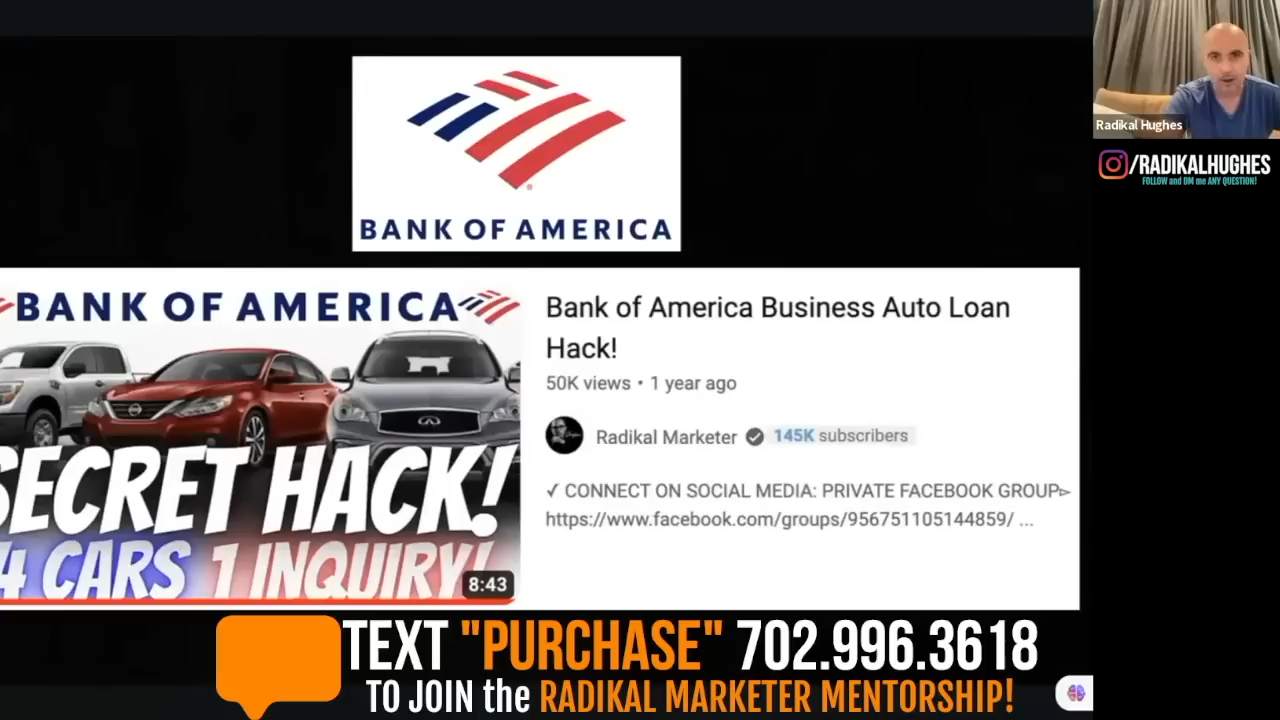 BANK OF AMERICA
Radikal Hughes
/RADIKALHUGHES
FOLLOW and DM me ANY QUESTION!
BANK OF AMERICA
SECRET HACK!
4 CARS 1 INQUIRY!
8:43
Bank of America Business Auto Loan
Hack!
50K views • 1 year ago
Radikal Marketer
145K subscribers
✓ CONNECT ON SOCIAL MEDIA: PRIVATE FACEBOOK GROUP▻
https://www.facebook.com/groups/956751105144859/ ...
TEXT "PURCHASE" 702.996.3618
TO JOIN the RADIKAL MARKETER MENTORSHIP!